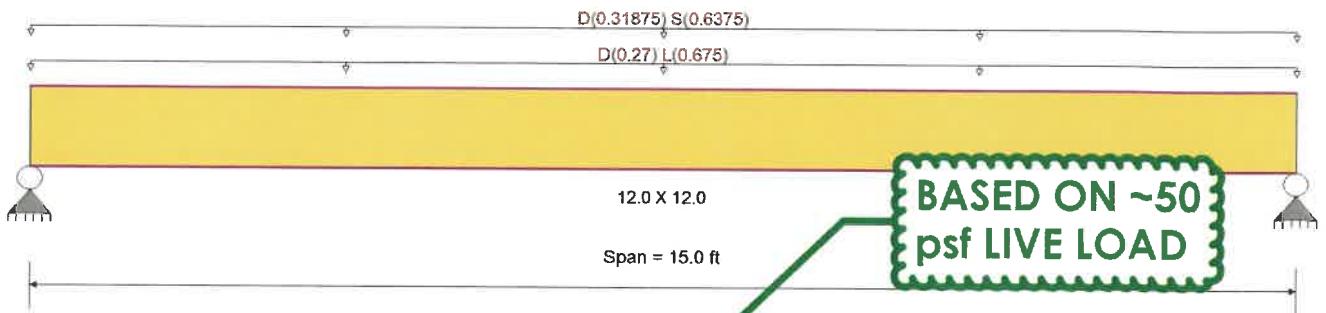 D(0.31875) S(0.6375)
D(0.27) L(0.675)
12.0 X 12.0
BASED ON ~50
psf LIVE LOAD
Span = 15.0 ft